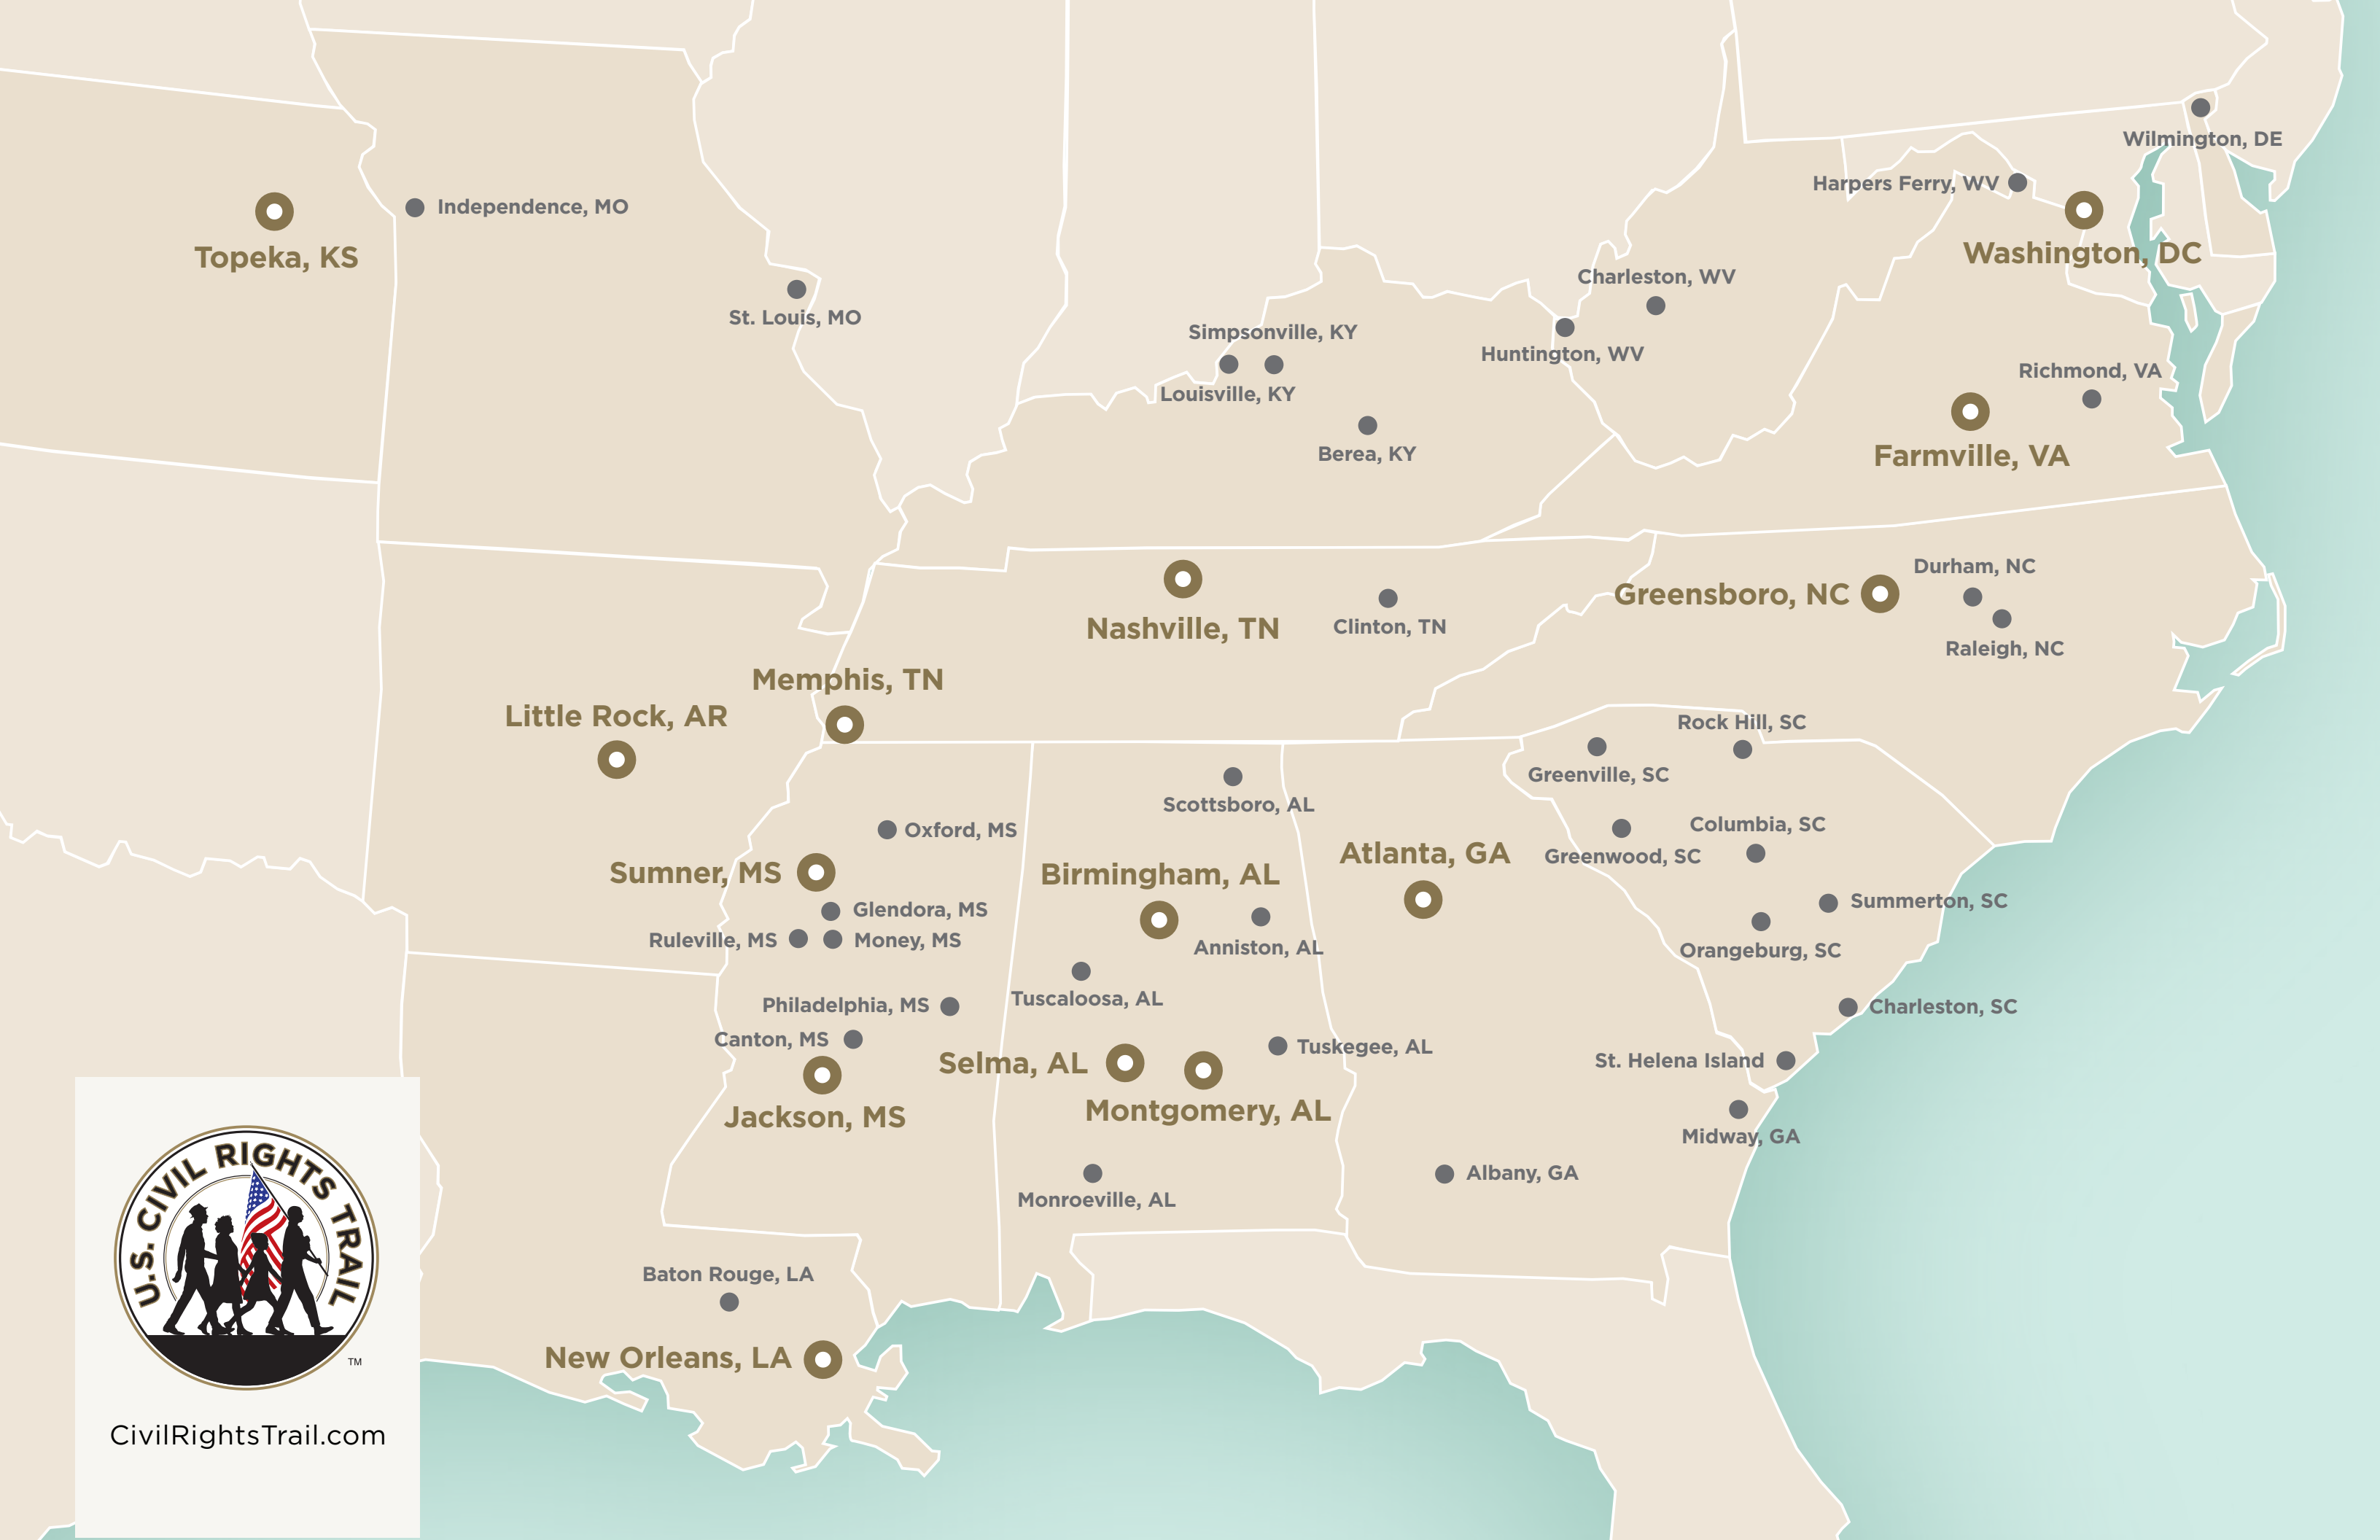 Wilmington, DE
Harpers Ferry, WV
Independence, MO
Topeka, KS
Washington, DC
Charleston, WV
St. Louis, MO
Simpsonville, KY
Huntington, WV
Richmond, VA
Louisville, KY
Berea, KY
Farmville, VA
Durham, NC
Greensboro, NC
Nashville, TN
Clinton, TN
Raleigh, NC
Memphis, TN
Little Rock, AR
Rock Hill, SC
Greenville, SC
Scottsboro, AL
Oxford, MS
Columbia, SC
Atlanta, GA
Greenwood, SC
Sumner, MS
Birmingham, AL
Summerton, SC
Glendora, MS
Ruleville, MS
Money, MS
Anniston, AL
Orangeburg, SC
Tuscaloosa, AL
Philadelphia, MS
Charleston, SC
Canton, MS
Tuskegee, AL
Selma, AL
St. Helena Island
Montgomery, AL
Jackson, MS
Midway, GA
Albany, GA
Monroeville, AL
Baton Rouge, LA
New Orleans, LA
U.S. CIVIL RIGHTS TRAIL
TM
CivilRightsTrail.com